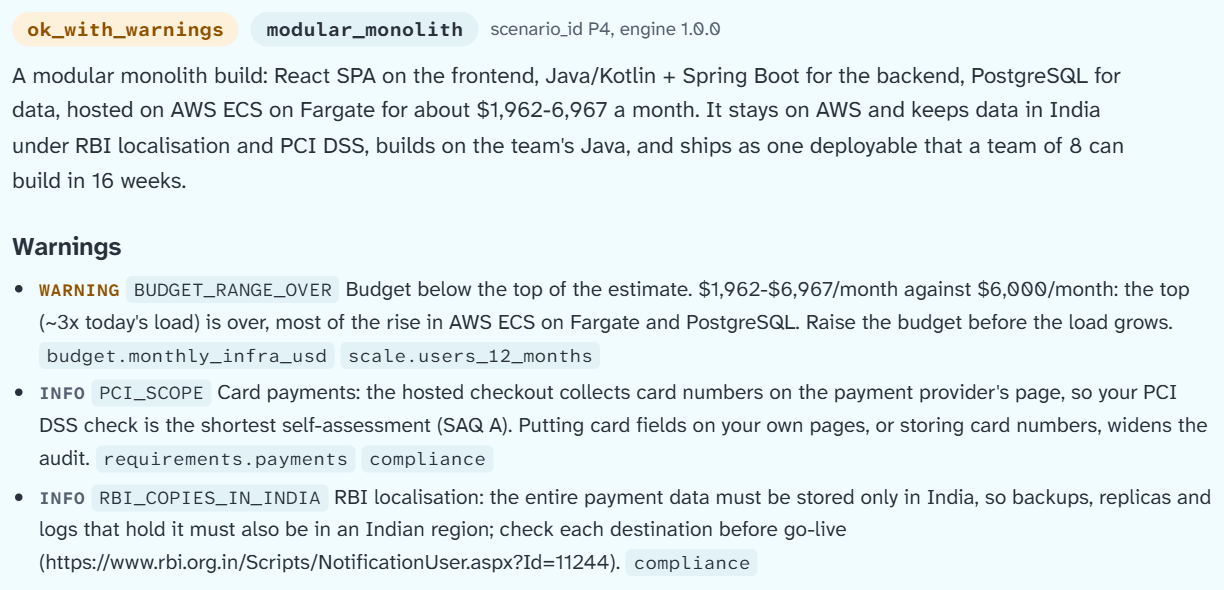 ok_with_warnings modular_monolith scenario_id P4, engine 1.0.0
A modular monolith build: React SPA on the frontend, Java/Kotlin + Spring Boot for the backend, PostgreSQL for
data, hosted on AWS ECS on Fargate for about $1,962-6,967 a month. It stays on AWS and keeps data in India
under RBI localisation and PCI DSS, builds on the team's Java, and ships as one deployable that a team of 8 can
build in 16 weeks.
Warnings
• WARNING BUDGET_RANGE_OVER Budget below the top of the estimate. $1,962-$6,967/month against $6,000/month: the top
(~3x today's load) is over, most of the rise in AWS ECS on Fargate and PostgreSQL. Raise the budget before the load grows.
budget.monthly_infra_usd scale.users_12_months
• INFO PCI_SCOPE Card payments: the hosted checkout collects card numbers on the payment provider's page, so your PCI
DSS check is the shortest self-assessment (SAQ A). Putting card fields on your own pages, or storing card numbers, widens the
audit. requirements.payments compliance
• INFO RBI_COPIES_IN_INDIA RBI localisation: the entire payment data must be stored only in India, so backups, replicas and
logs that hold it must also be in an Indian region; check each destination before go-live
(https://www.rbi.org.in/Scripts/NotificationUser.aspx?Id=11244). compliance